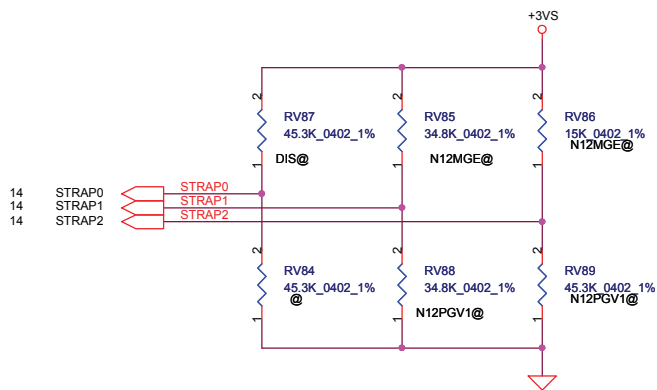 +3VS
2 2 2
RV87 RV85 RV86
45.3K_0402_1% 34.8K_0402_1% 15K_0402_1%
DIS@ N12MGE@ N12MGE@
1 1 1
14 STRAP0 STRAP0
14 STRAP1 STRAP1
14 STRAP2 STRAP2
2 2 2
RV84 RV88 RV89
45.3K_0402_1% 34.8K_0402_1% 45.3K_0402_1%
@ N12PGV1@ N12PGV1@
1 1 1